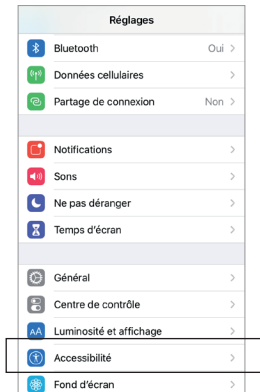 Réglages
Bluetooth Oui
Données cellulaires
Partage de connexion Non
Notifications
Sons
Ne pas déranger
Temps d'écran
Général
Centre de contrôle
AA Luminosité et affichage
Accessibilité
Fond d'écran